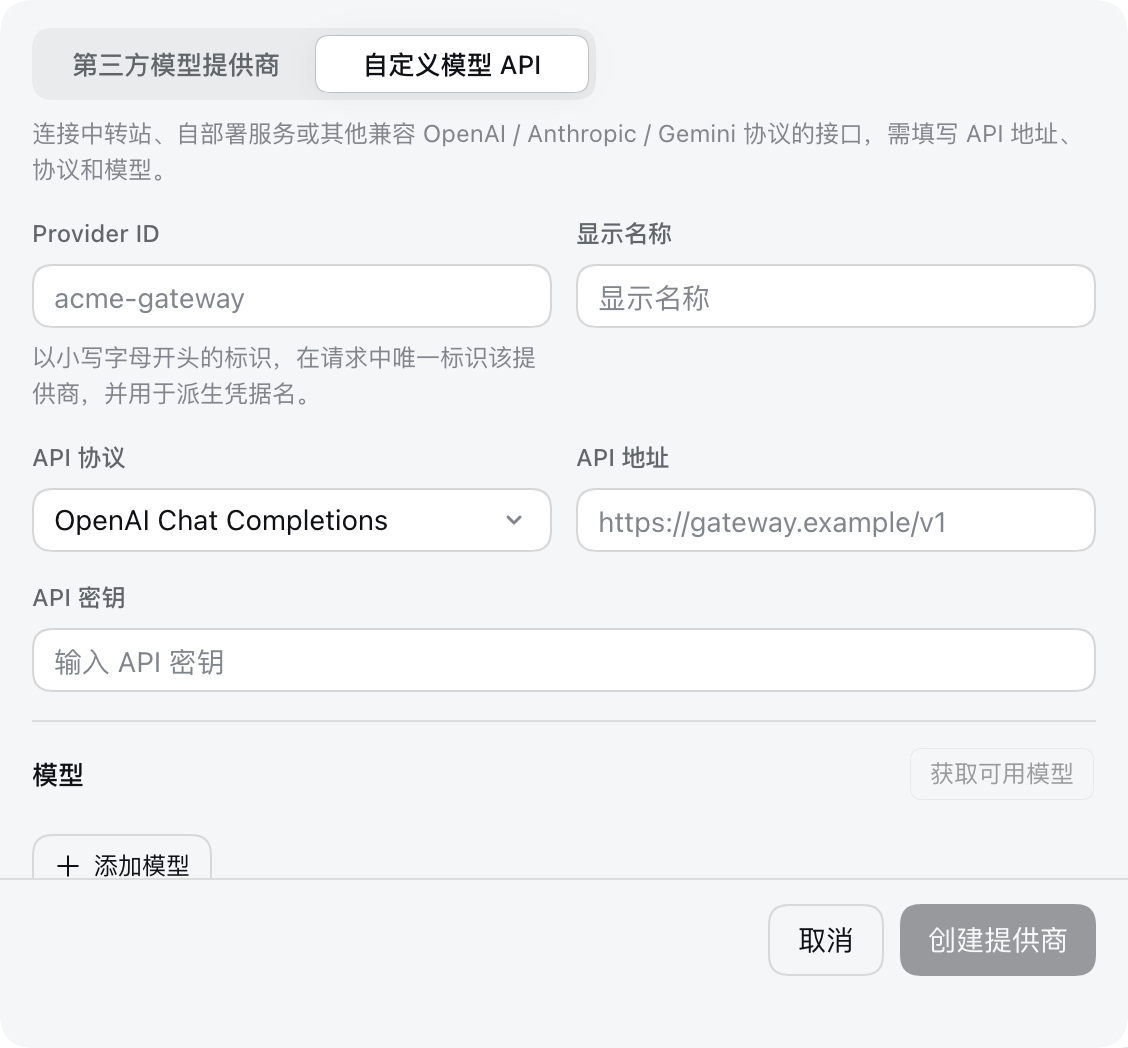 第三方模型提供商
自定义模型 API
连接中转站、自部署服务或其他兼容 OpenAI / Anthropic / Gemini 协议的接口，需填写 API 地址、
协议和模型。
Provider ID
显示名称
acme-gateway
显示名称
以小写字母开头的标识，在请求中唯一标识该提
供商，并用于派生凭据名。
API 协议
API 地址
OpenAI Chat Completions
https://gateway.example/v1
API 密钥
输入 API 密钥
模型
获取可用模型
添加模型
取消
创建提供商